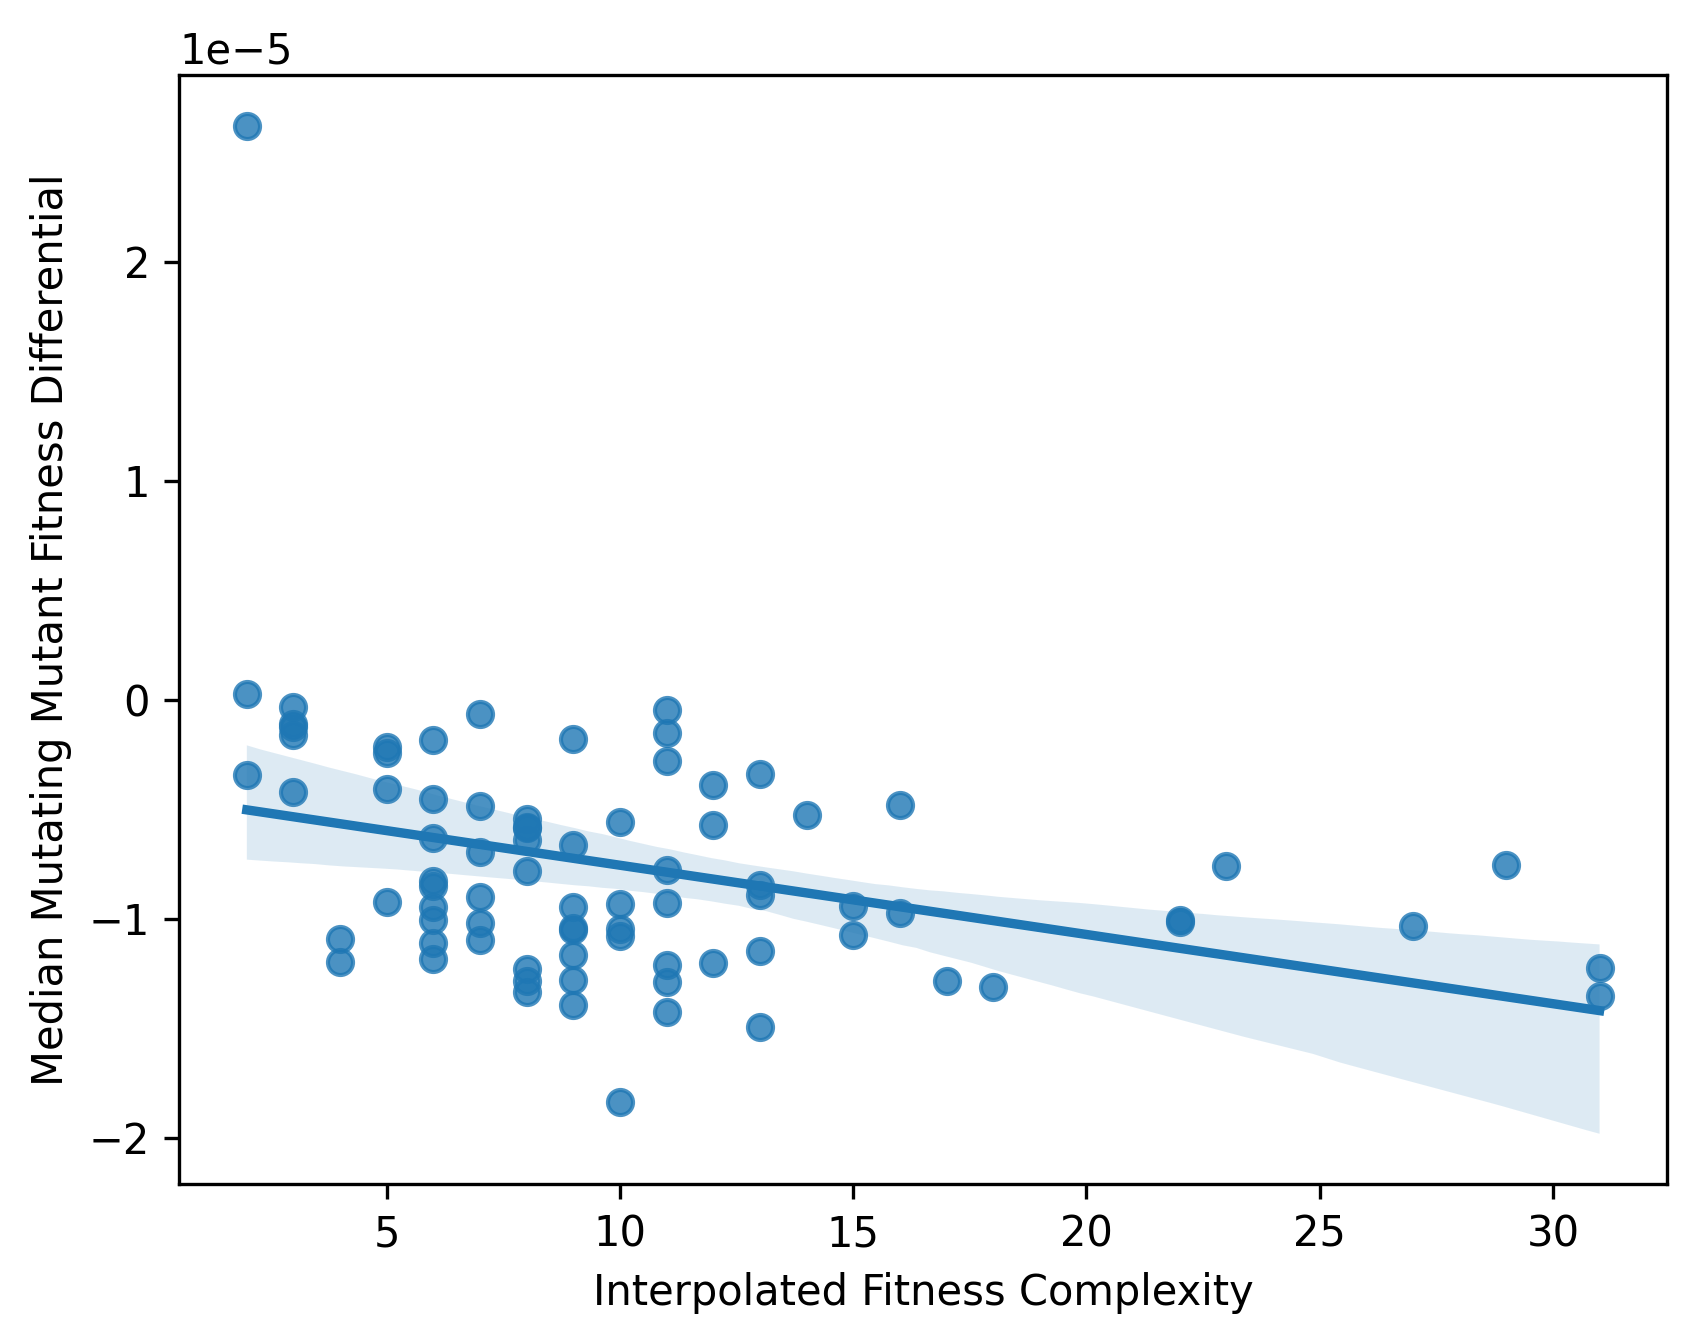 1e−5
2
1
0
−1
−2
Median Mutating Mutant Fitness Differential
5 10 15 20 25 30
Interpolated Fitness Complexity